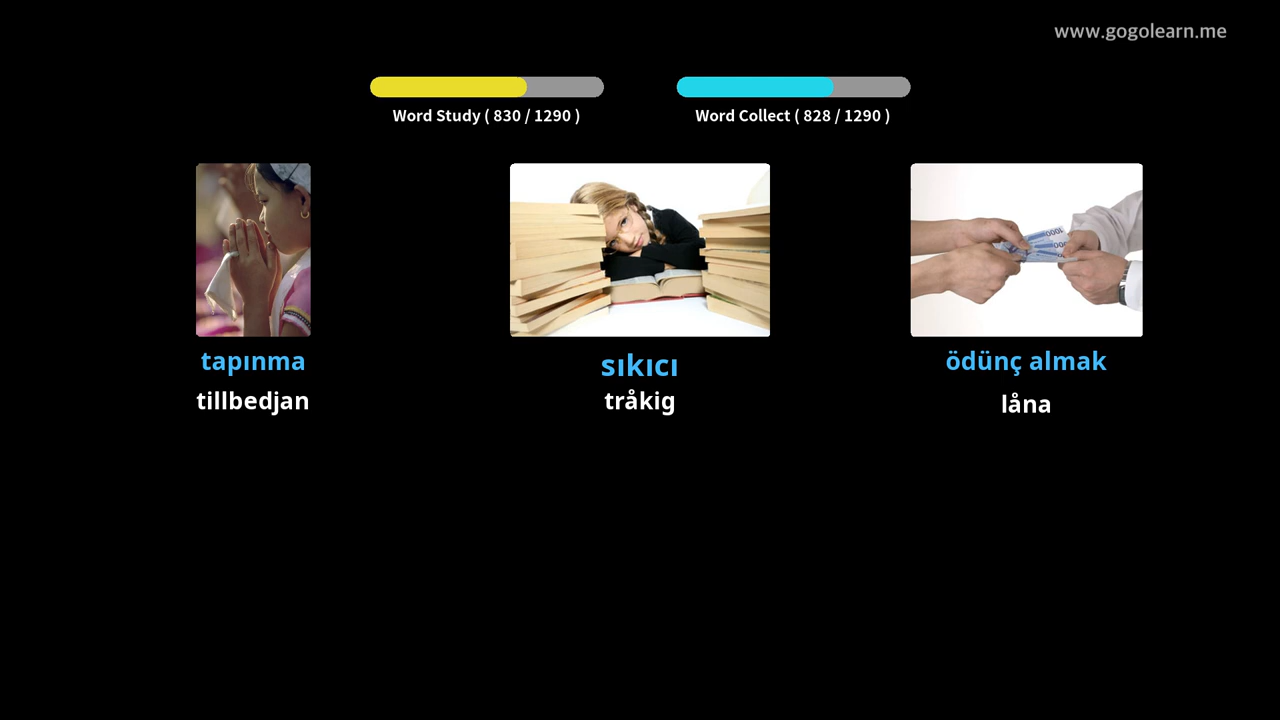 www.gogolearn.me
Word Study ( 830 / 1290 )
Word Collect ( 828 / 1290 )
tapınma
tillbedjan
sıkıcı
tråkig
ödünç almak
låna